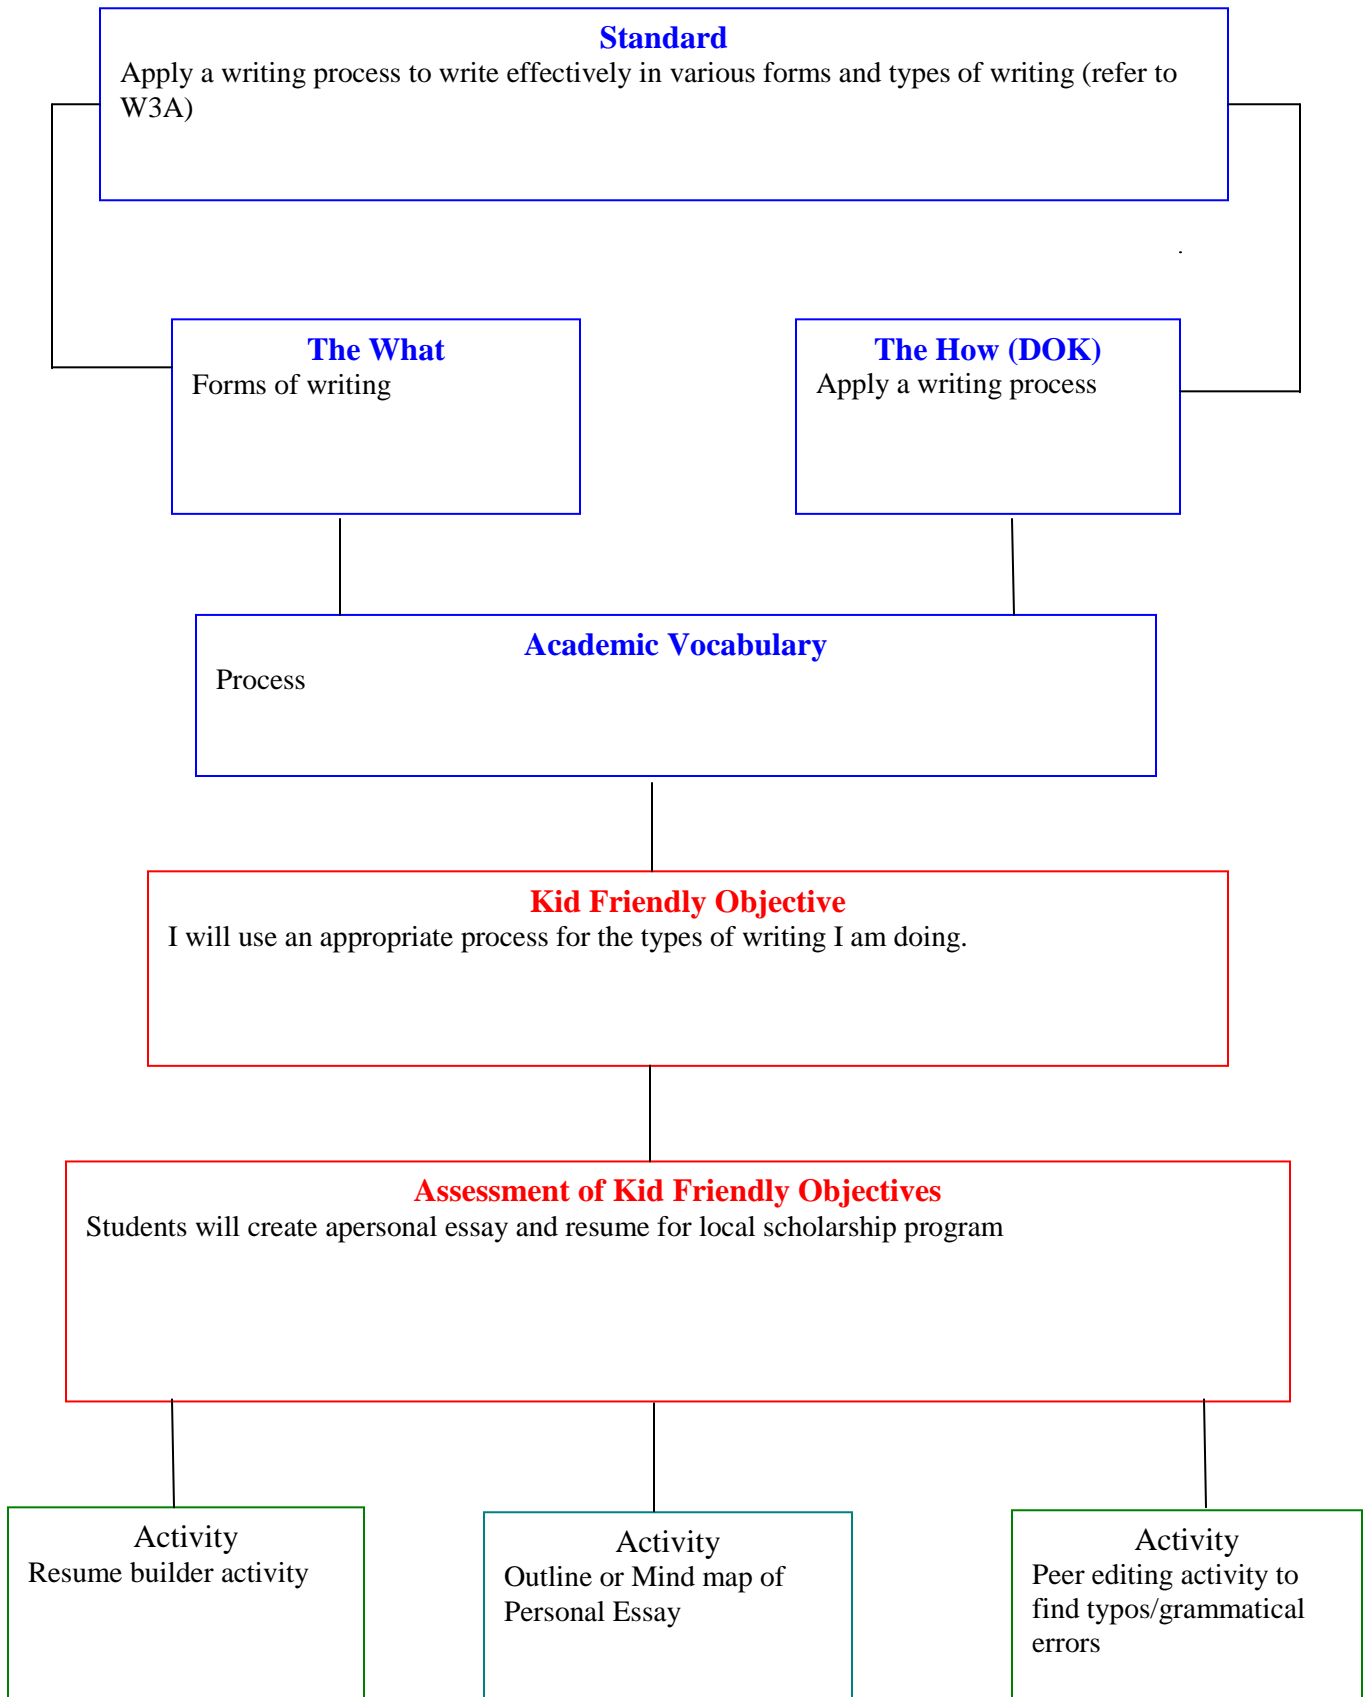 Standard
Apply a writing process to write effectively in various forms and types of writing (refer to
W3A)
The What
Forms of writing
The How (DOK)
Apply a writing process
Academic Vocabulary
Process
Kid Friendly Objective
I will use an appropriate process for the types of writing I am doing.
Assessment of Kid Friendly Objectives
Students will create apersonal essay and resume for local scholarship program
Activity
Resume builder activity
Activity
Outline or Mind map of
Personal Essay
Activity
Peer editing activity to
find typos/grammatical
errors